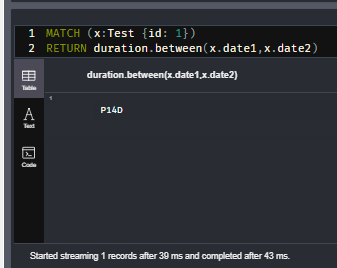 1 MATCH (x:Test {id: 1})
2 RETURN duration.between(x.date1,x.date2)
Table
duration.between(x.date1,x.date2)
1
P14D
A
Text
Code
Started streaming 1 records after 39 ms and completed after 43 ms.